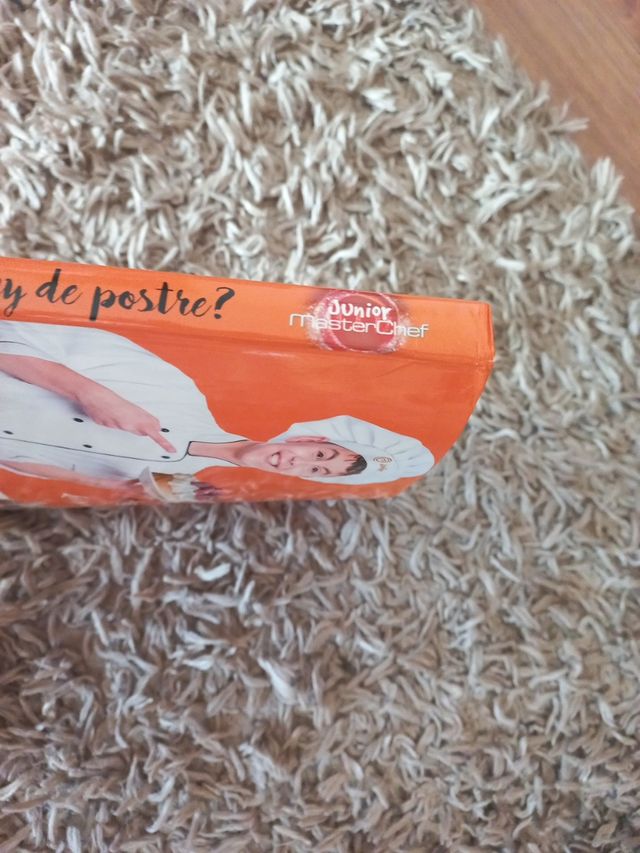 y de postre?
Junior
MasterChef